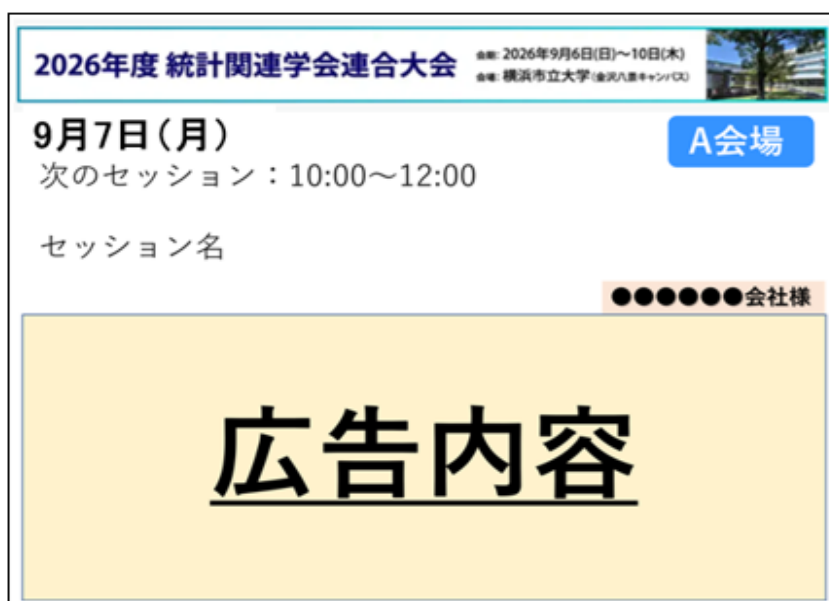 2026年度 統計関連学会連合大会
会期: 2026年9月6日(日)～10日(木)
会場: 横浜市立大学(金沢八景キャンパス)
9月7日(月)
A会場
次のセッション：10:00～12:00
セッション名
●●●●●●会社様
広告内容